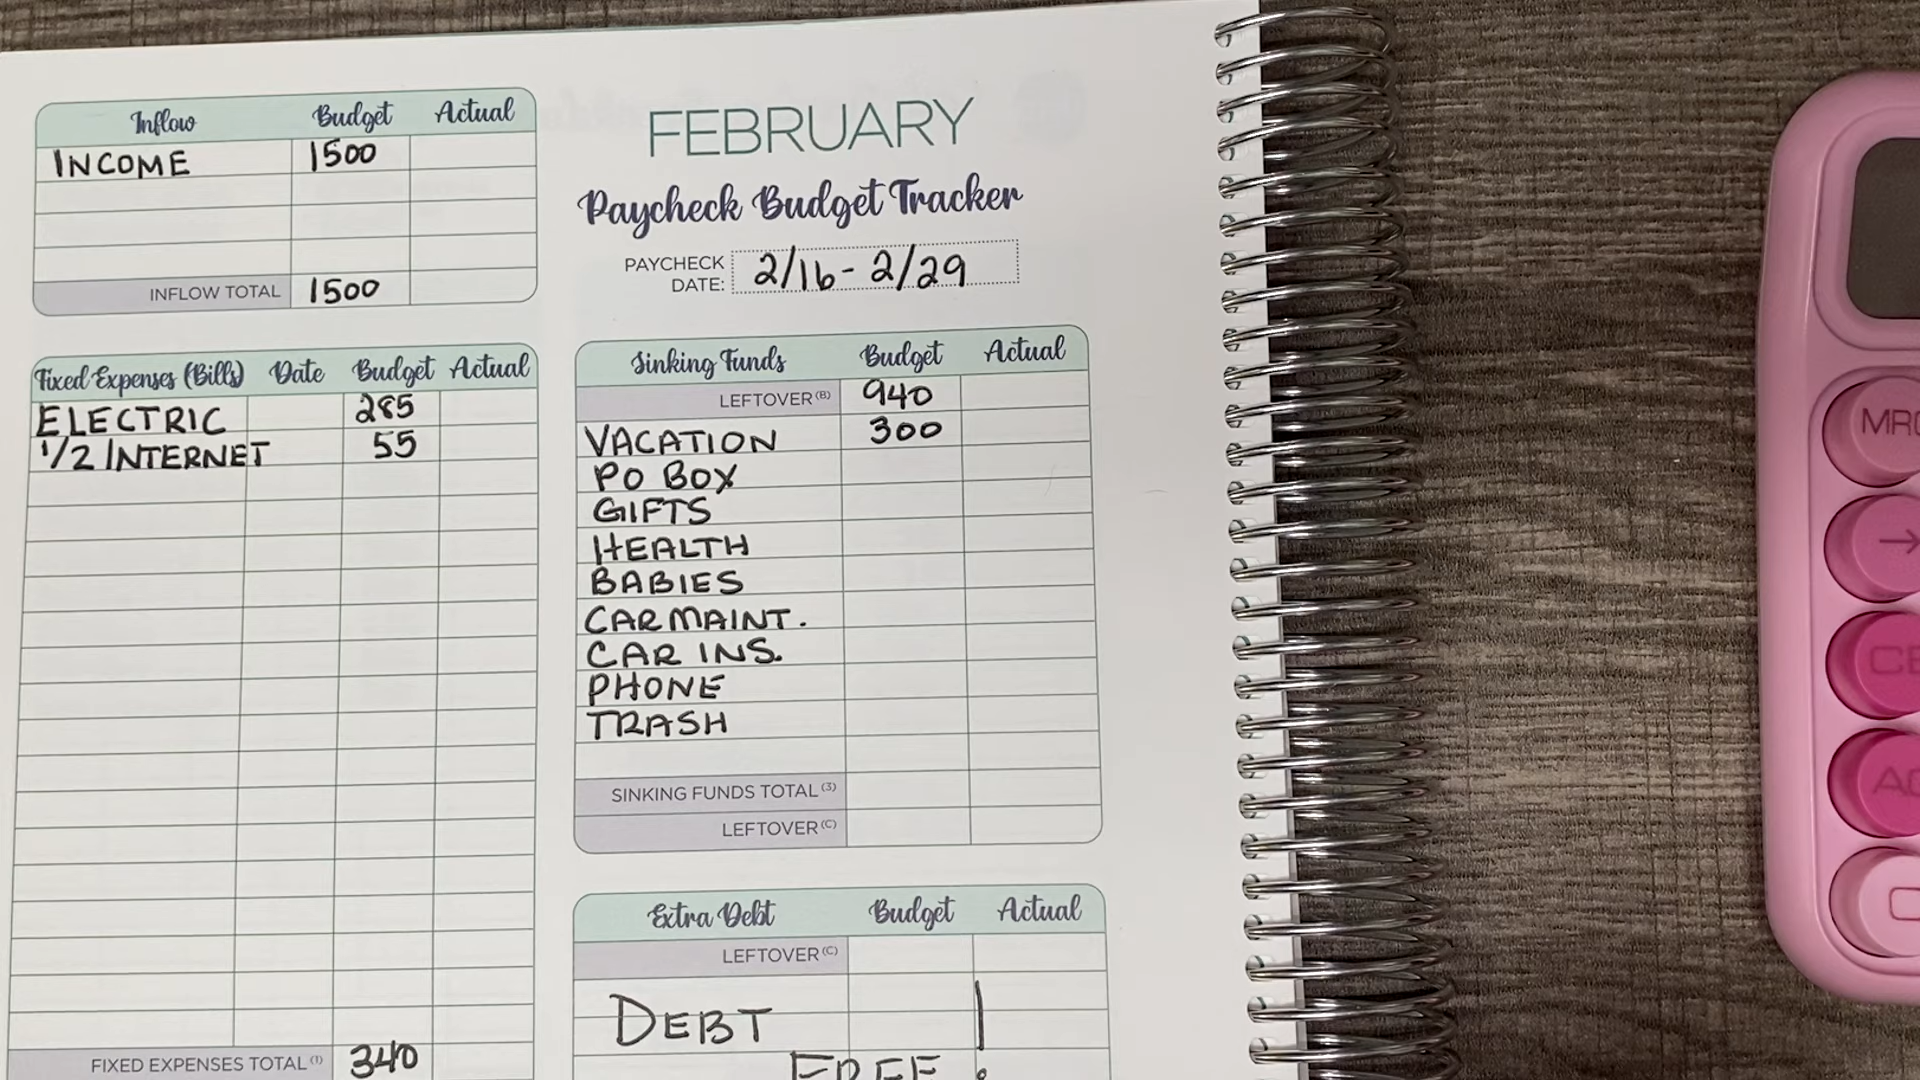 Inflow Budget Actual
INCOME 1500
INFLOW TOTAL 1500
FEBRUARY
Paycheck Budget Tracker
PAYCHECK
DATE: 2/16 - 2/29
Fixed Expenses (Bills) Date Budget Actual
ELECTRIC 285
1/2 INTERNET 55
FIXED EXPENSES TOTAL (1) 340
Sinking Funds Budget Actual
LEFTOVER (B) 940
VACATION 300
PO BOX
GIFTS
HEALTH
BABIES
CAR MAINT.
CAR INS.
PHONE
TRASH
SINKING FUNDS TOTAL (3)
LEFTOVER (C)
Extra Debt Budget Actual
LEFTOVER (C)
DEBT
FREE!
→